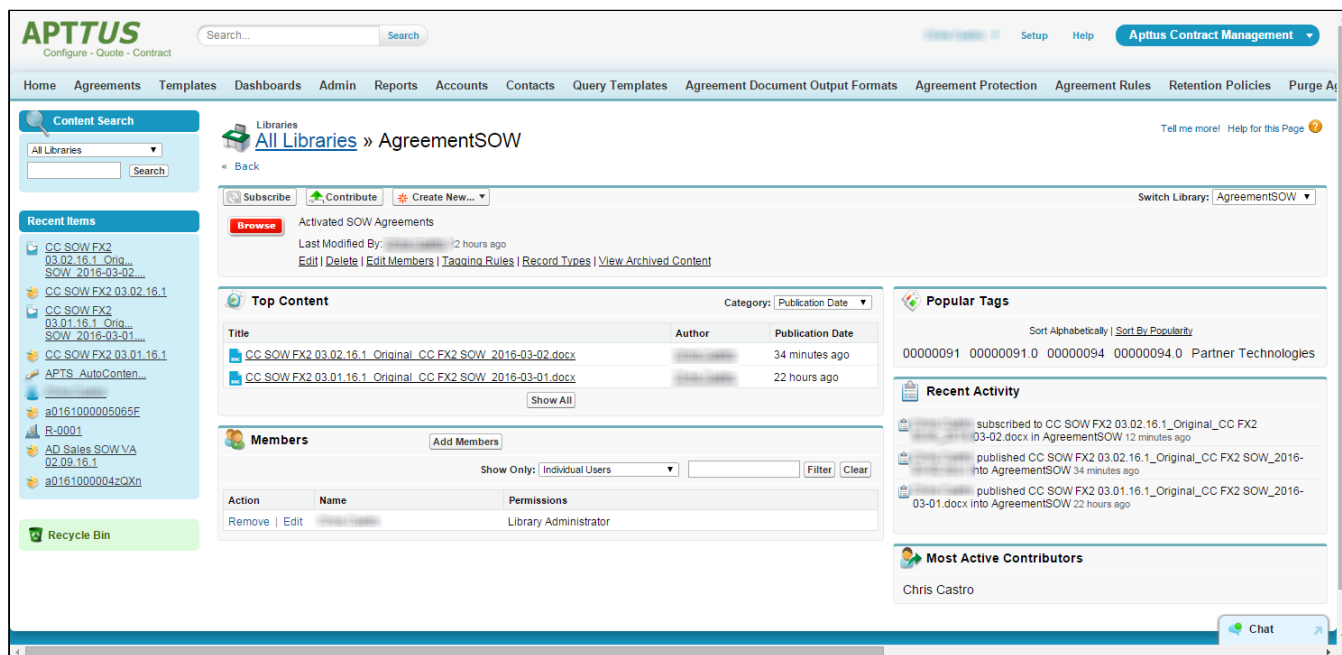 APTTUS
Configure - Quote - Contract
Search...
Search
Setup
Help
Apttus Contract Management
Home Agreements Templates Dashboards Admin Reports Accounts Contacts Query Templates Agreement Document Output Formats Agreement Protection Agreement Rules Retention Policies Purge
Content Search
All Libraries
Search
Recent Items
CC SOW FX2
03.02.16.1_Orig...
SOW_2016-03-02....
CC SOW FX2 03.02.16.1
CC SOW FX2
03.01.16.1_Orig...
SOW_2016-03-01....
CC SOW FX2 03.01.16.1
APTS_AutoConten...
a0161000005065F
R-0001
AD Sales SOW VA
02.09.16.1
a0161000004zQXn
Recycle Bin
Libraries
All Libraries » AgreementSOW
« Back
Tell me more! Help for this Page
Subscribe
Contribute
Create New...
Switch Library: AgreementSOW
Browse
Activated SOW Agreements
Last Modified By: 2 hours ago
Edit | Delete | Edit Members | Tagging Rules | Record Types | View Archived Content
Top Content
Category: Publication Date
Title Author Publication Date
CC SOW FX2 03.02.16.1_Original_CC FX2 SOW_2016-03-02.docx 34 minutes ago
CC SOW FX2 03.01.16.1_Original_CC FX2 SOW_2016-03-01.docx 22 hours ago
Show All
Members
Add Members
Show Only: Individual Users
Filter
Clear
Action Name Permissions
Remove | Edit Library Administrator
Popular Tags
Sort Alphabetically | Sort By Popularity
00000091 00000091.0 00000094 00000094.0 Partner Technologies
Recent Activity
subscribed to CC SOW FX2 03.02.16.1_Original_CC FX2
03-02.docx in AgreementSOW 12 minutes ago
published CC SOW FX2 03.02.16.1_Original_CC FX2 SOW_2016-
into AgreementSOW 34 minutes ago
published CC SOW FX2 03.01.16.1_Original_CC FX2 SOW_2016-
03-01.docx into AgreementSOW 22 hours ago
Most Active Contributors
Chris Castro
Chat